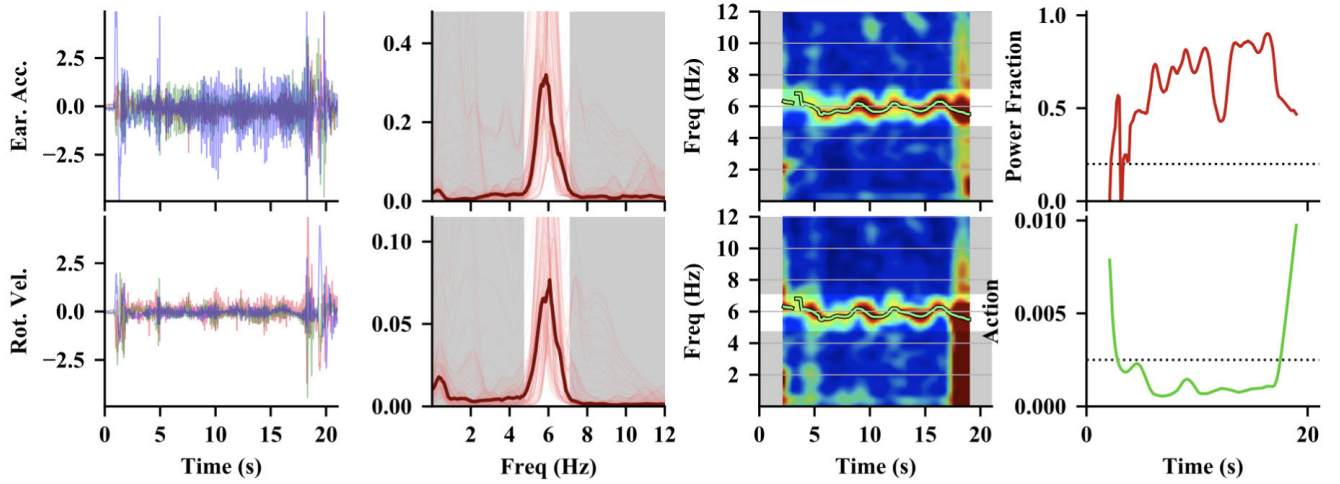 Ear. Acc.
2.5
0.0
−2.5
0.4
0.2
0.0
Freq (Hz)
12
10
8
6
4
2
Power Fraction
1.0
0.5
0.0
Rot. Vel.
2.5
0.0
−2.5
0 5 10 15 20
Time (s)
0.10
0.05
0.00
2 4 6 8 10 12
Freq (Hz)
Freq (Hz)
12
10
8
6
4
2
0 5 10 15 20
Time (s)
Action
0.010
0.005
0.000
0 20
Time (s)